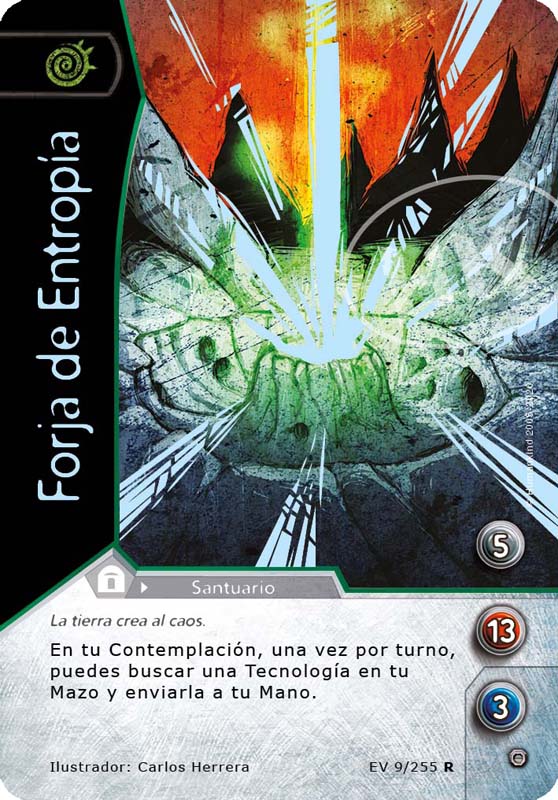 Forja de Entropía
5
Santuario
La tierra crea al caos.
13
En tu Contemplación, una vez por turno,
puedes buscar una Tecnología en tu
Mazo y enviarla a tu Mano.
3
Ilustrador: Carlos Herrera
EV 9/255 R